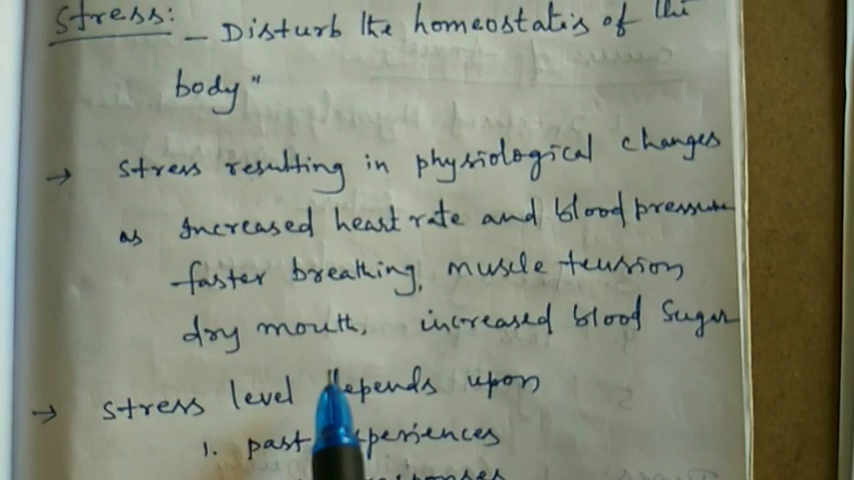 Stress: - Disturb the homeostatis of the
body"
→ stress resulting in physiological changes
as increased heart rate and blood pressure
faster breathing, muscle tension
dry mouth, increased blood sugar
→ stress level depends upon
1. past experiences
responses